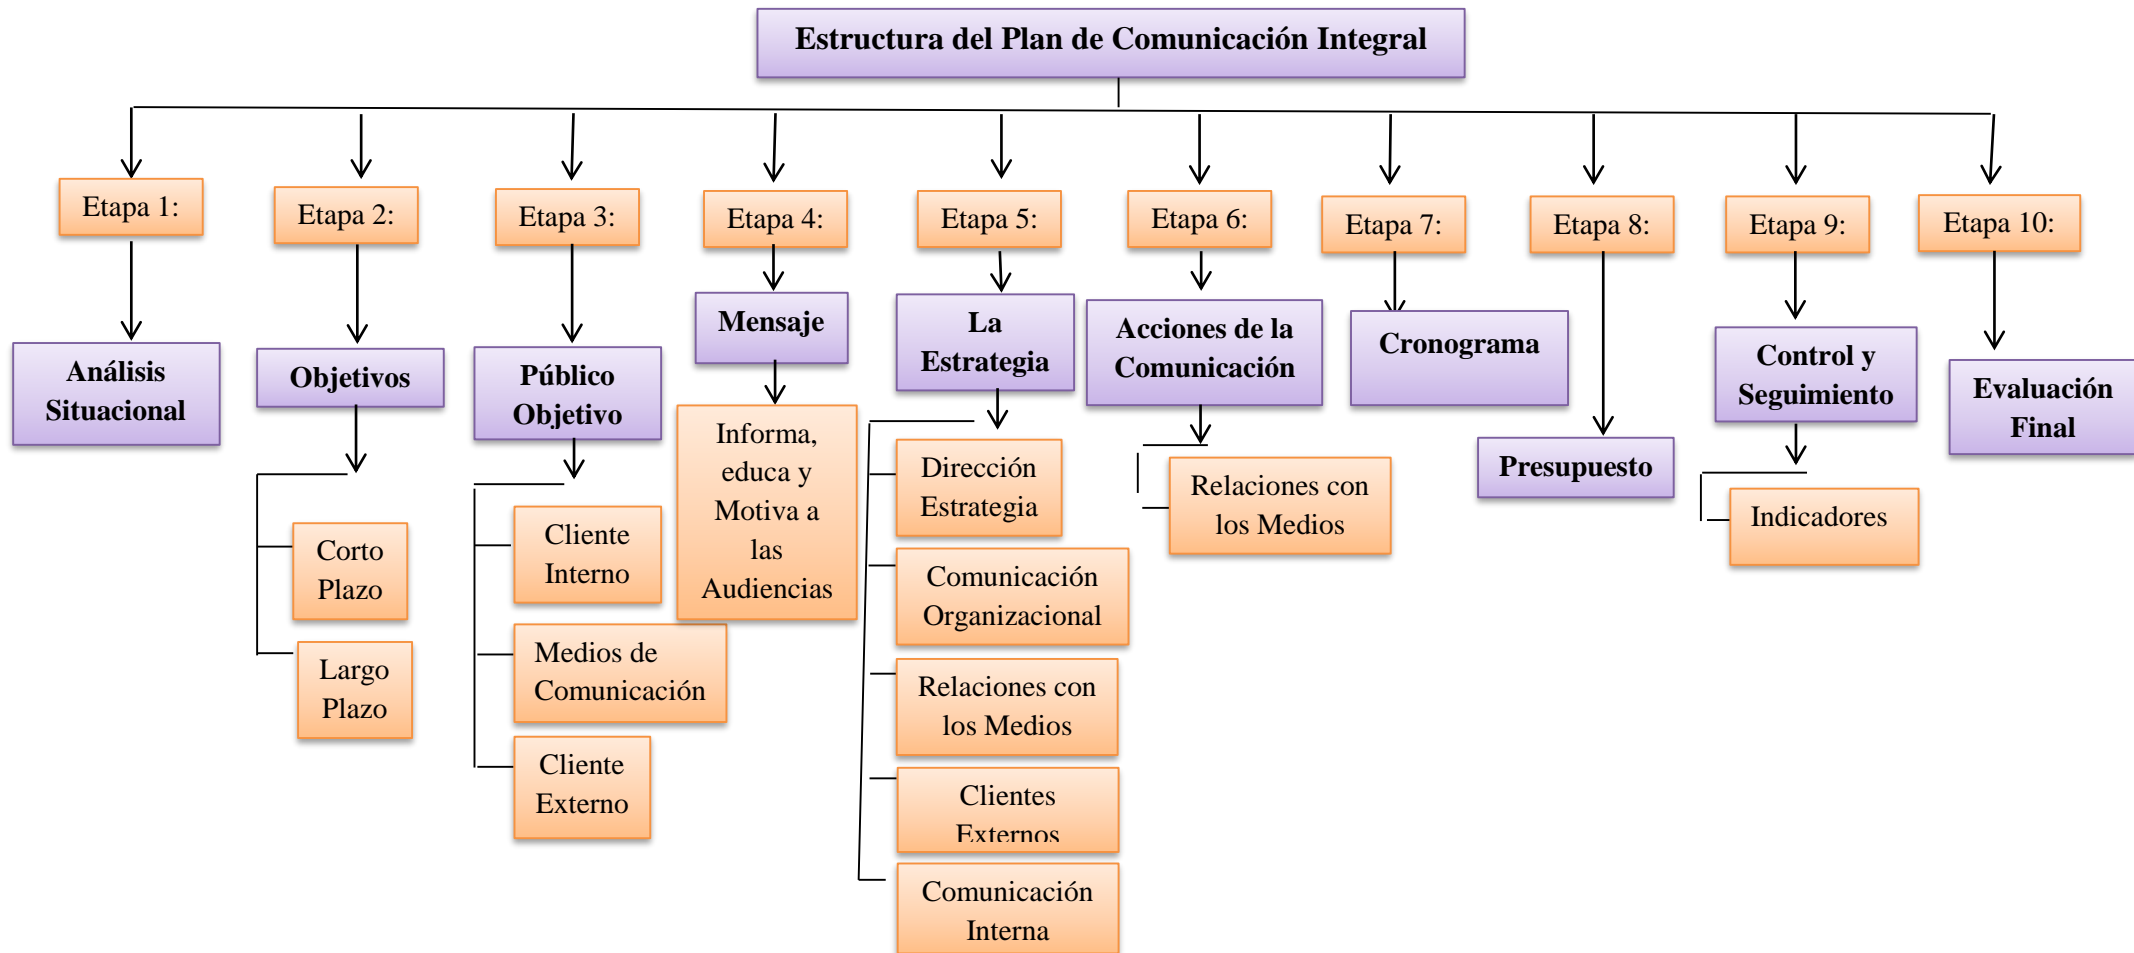 Estructura del Plan de Comunicación Integral
Etapa 1:
Etapa 2:
Etapa 3:
Etapa 4:
Etapa 5:
Etapa 6:
Etapa 7:
Etapa 8:
Etapa 9:
Etapa 10:
Análisis
Situacional
Objetivos
Corto
Plazo
Largo
Plazo
Público
Objetivo
Cliente
Interno
Medios de
Comunicación
Cliente
Externo
Mensaje
Informa,
educa y
Motiva a
las
Audiencias
La
Estrategia
Dirección
Estrategia
Comunicación
Organizacional
Relaciones con
los Medios
Clientes
Externos
Comunicación
Interna
Acciones de la
Comunicación
Relaciones con
los Medios
Cronograma
Presupuesto
Control y
Seguimiento
Indicadores
Evaluación
Final